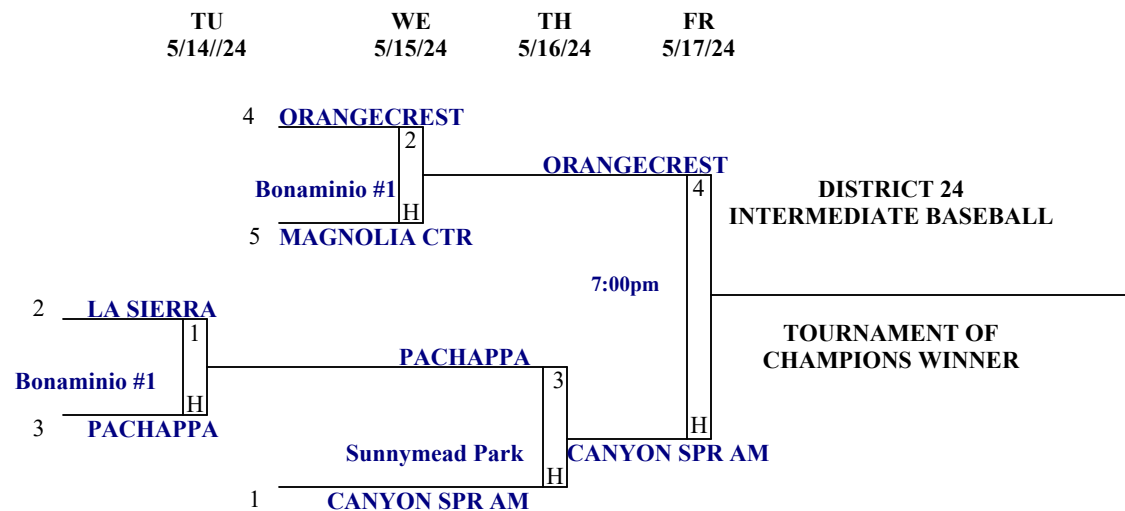 TU WE TH FR
5/14//24 5/15/24 5/16/24 5/17/24
4 ORANGECREST
2
ORANGECREST
Bonaminio #1
4
DISTRICT 24
INTERMEDIATE BASEBALL
H
5 MAGNOLIA CTR
7:00pm
2 LA SIERRA
1
TOURNAMENT OF
CHAMPIONS WINNER
PACHAPPA
Bonaminio #1
3
H
3 PACHAPPA
H
Sunnymead Park
CANYON SPR AM
H
1 CANYON SPR AM